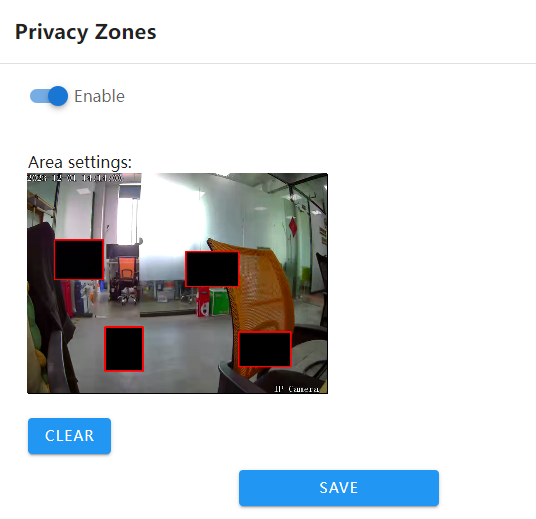 Privacy Zones
Enable
Area settings:
CLEAR
IP Camera
SAVE